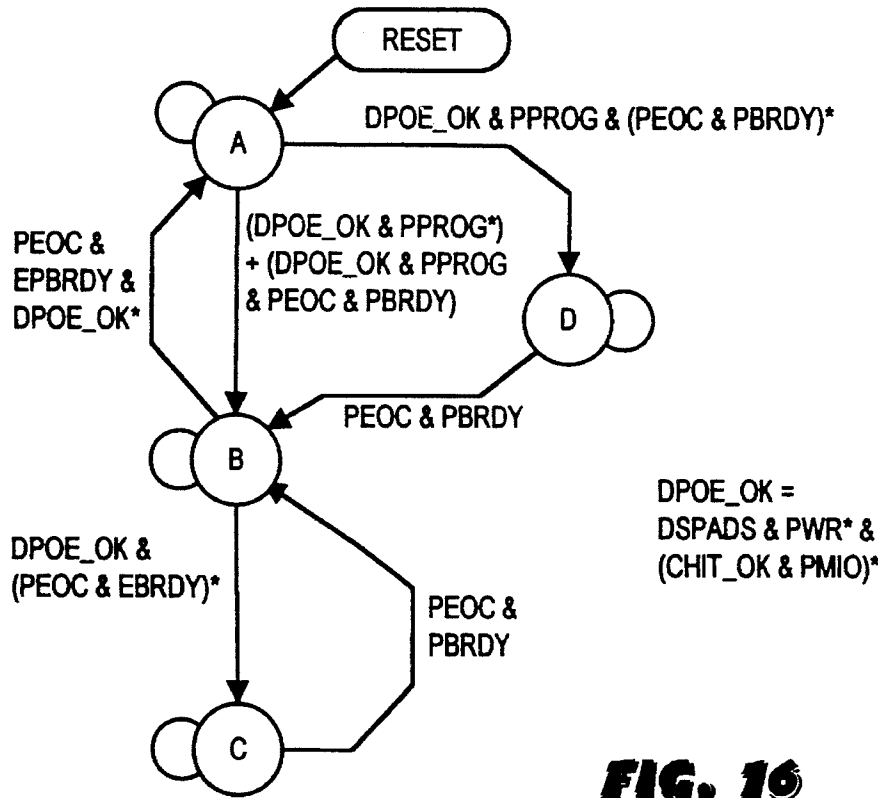 RESET
A
DPOE_OK & PPROG & (PEOC & PBRDY)*
PEOC &
EPBRDY &
DPOE_OK*
(DPOE_OK & PPROG*)
+ (DPOE_OK & PPROG
& PEOC & PBRDY)
D
PEOC & PBRDY
B
DPOE_OK &
(PEOC & EBRDY)*
PEOC &
PBRDY
DPOE_OK =
DSPADS & PWR* &
(CHIT_OK & PMIO)*
C
FIG. 16